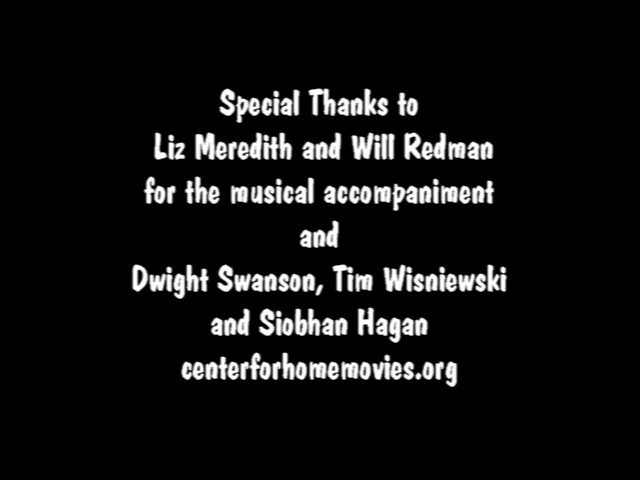 Special Thanks to
Liz Meredith and Will Redman
for the musical accompaniment
and
Dwight Swanson, Tim Wisniewski
and Siobhan Hagan
centerforhomemovies.org